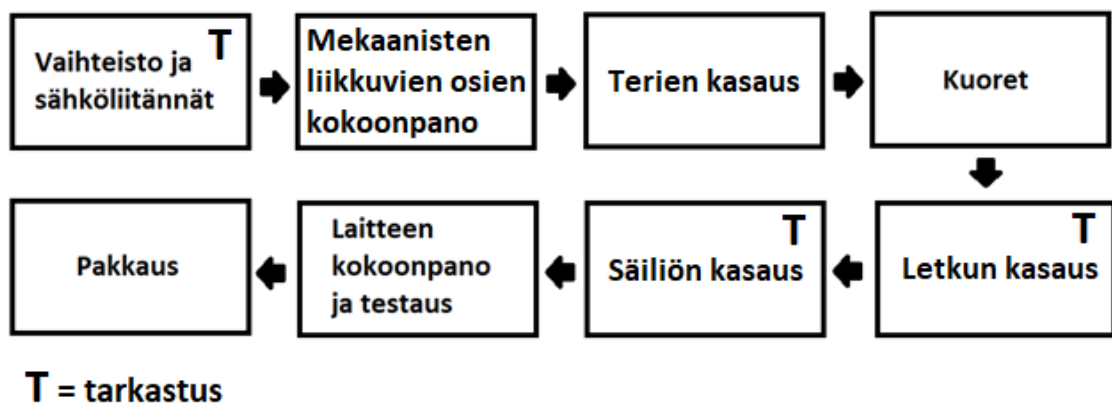 Vaihteisto ja T
sähköliitännät
Mekaanisten
liikkuvien osien
kokoonpano
Terien kasaus
Kuoret
T
Letkun kasaus
T
Säiliön kasaus
Laitteen
kokoonpano
ja testaus
Pakkaus
T = tarkastus